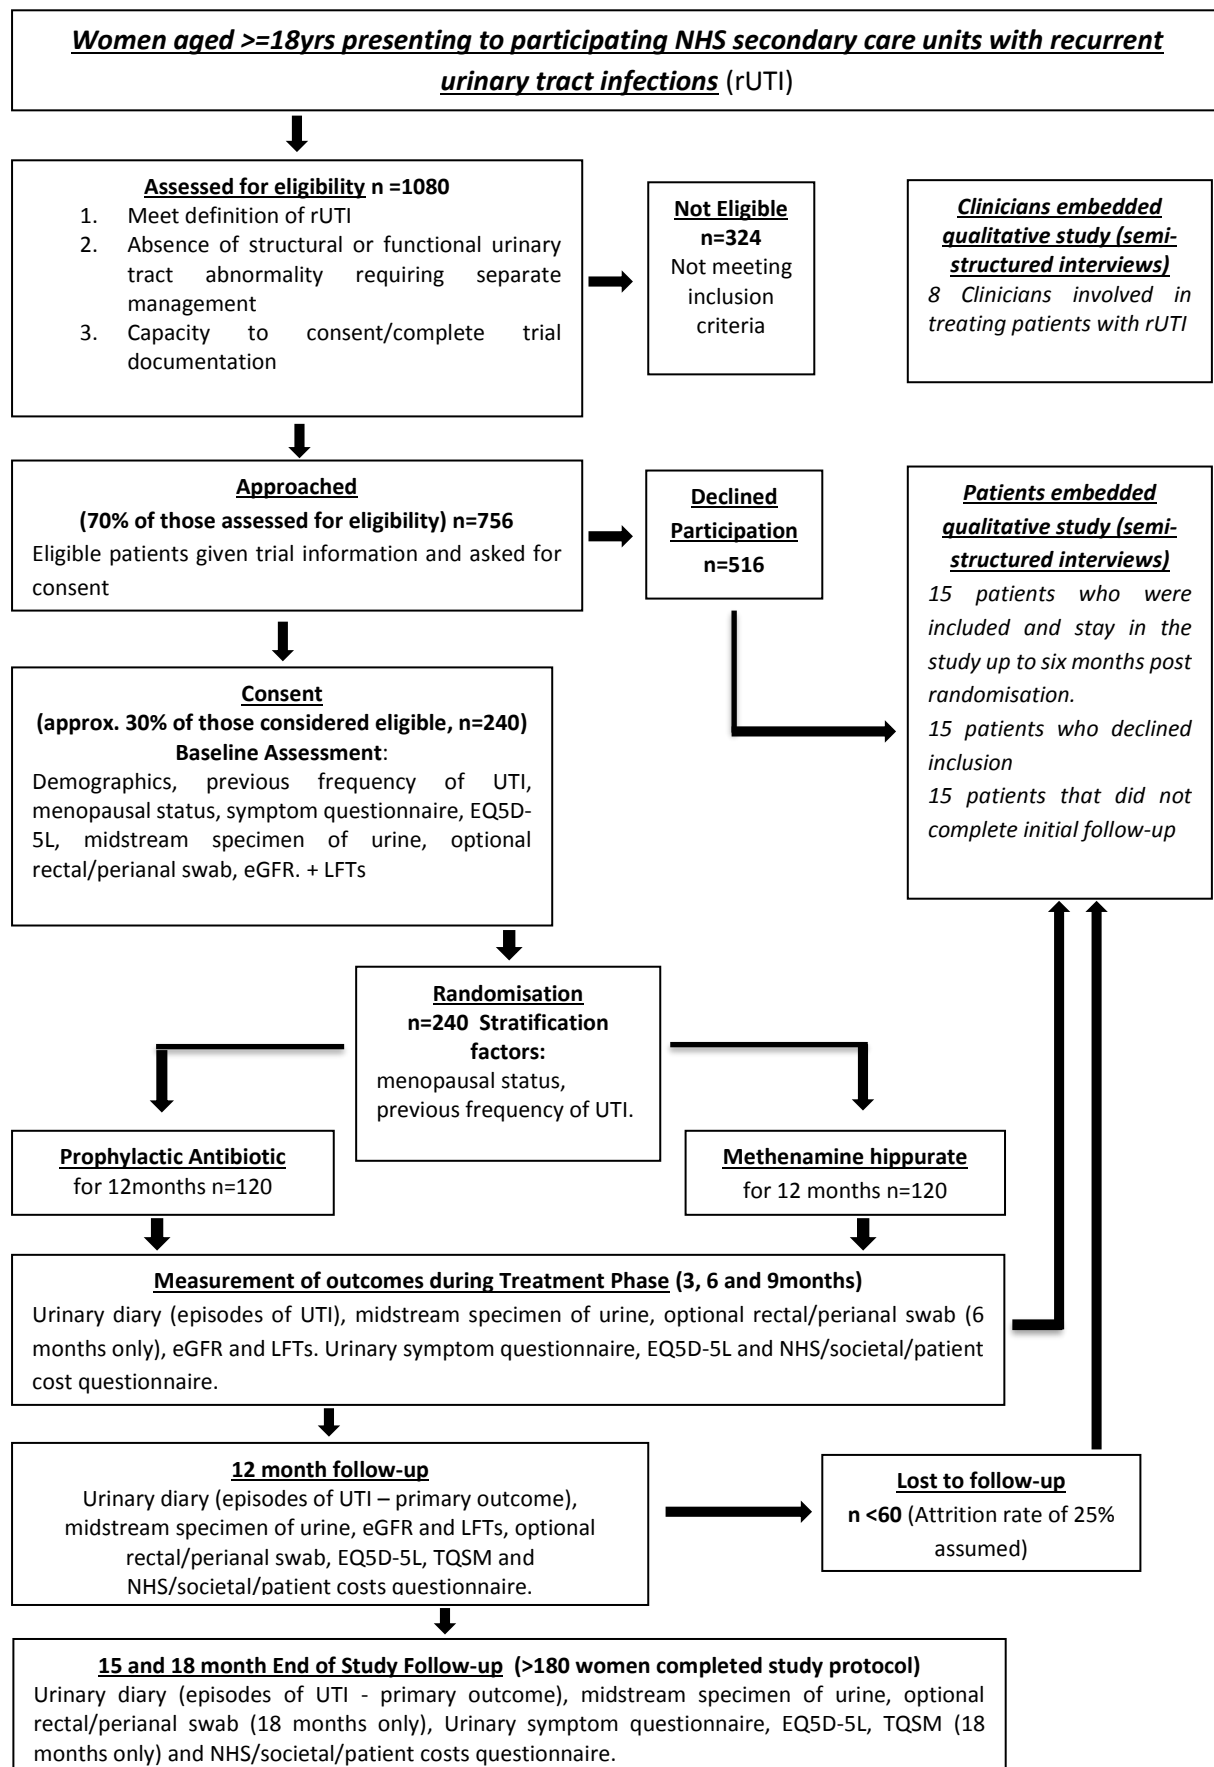 Women aged >=18yrs presenting to participating NHS secondary care units with recurrent
urinary tract infections (rUTI)
Assessed for eligibility n =1080
1. Meet definition of rUTI
2. Absence of structural or functional urinary
tract abnormality requiring separate
management
3. Capacity to consent/complete trial
documentation
Not Eligible
n=324
Not meeting
inclusion
criteria
Clinicians embedded
qualitative study (semi-
structured interviews)
8 Clinicians involved in
treating patients with rUTI
Approached
(70% of those assessed for eligibility) n=756
Eligible patients given trial information and asked for
consent
Declined
Participation
n=516
Patients embedded
qualitative study (semi-
structured interviews)
15 patients who were
included and stay in the
study up to six months post
randomisation.
15 patients who declined
inclusion
15 patients that did not
complete initial follow-up
Consent
(approx. 30% of those considered eligible, n=240)
Baseline Assessment:
Demographics, previous frequency of UTI,
menopausal status, symptom questionnaire, EQ5D-
5L, midstream specimen of urine, optional
rectal/perianal swab, eGFR. + LFTs
Randomisation
n=240 Stratification
factors:
menopausal status,
previous frequency of UTI.
Prophylactic Antibiotic
for 12months n=120
Methenamine hippurate
for 12 months n=120
Measurement of outcomes during Treatment Phase (3, 6 and 9months)
Urinary diary (episodes of UTI), midstream specimen of urine, optional rectal/perianal swab (6
months only), eGFR and LFTs. Urinary symptom questionnaire, EQ5D-5L and NHS/societal/patient
cost questionnaire.
12 month follow-up
Urinary diary (episodes of UTI – primary outcome),
midstream specimen of urine, eGFR and LFTs, optional
rectal/perianal swab, EQ5D-5L, TQSM and
NHS/societal/patient costs questionnaire.
Lost to follow-up
n <60 (Attrition rate of 25%
assumed)
15 and 18 month End of Study Follow-up (>180 women completed study protocol)
Urinary diary (episodes of UTI - primary outcome), midstream specimen of urine, optional
rectal/perianal swab (18 months only), Urinary symptom questionnaire, EQ5D-5L, TQSM (18
months only) and NHS/societal/patient costs questionnaire.